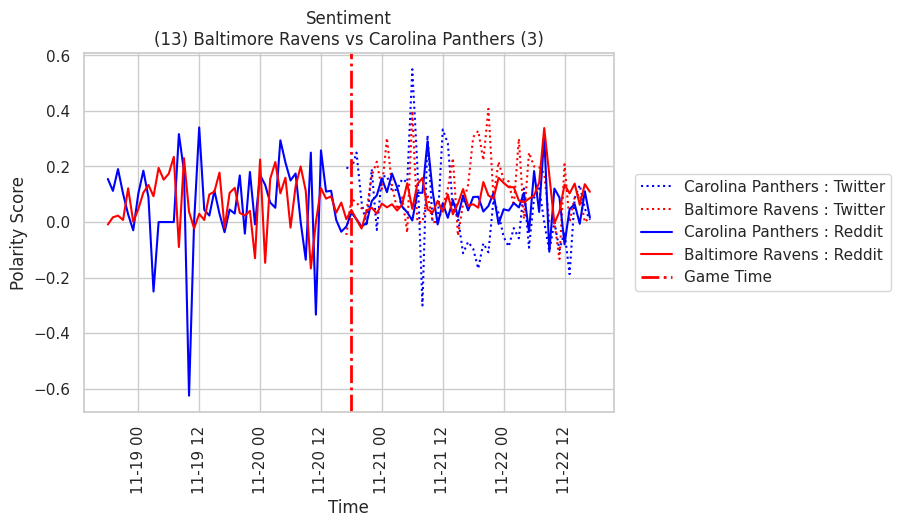 Sentiment
(13) Baltimore Ravens vs Carolina Panthers (3)
Polarity Score
0.6
0.4
0.2
0.0
−0.2
−0.4
−0.6
11-19 00
11-19 12
11-20 00
11-20 12
11-21 00
11-21 12
11-22 00
11-22 12
Time
Carolina Panthers : Twitter
Baltimore Ravens : Twitter
Carolina Panthers : Reddit
Baltimore Ravens : Reddit
Game Time